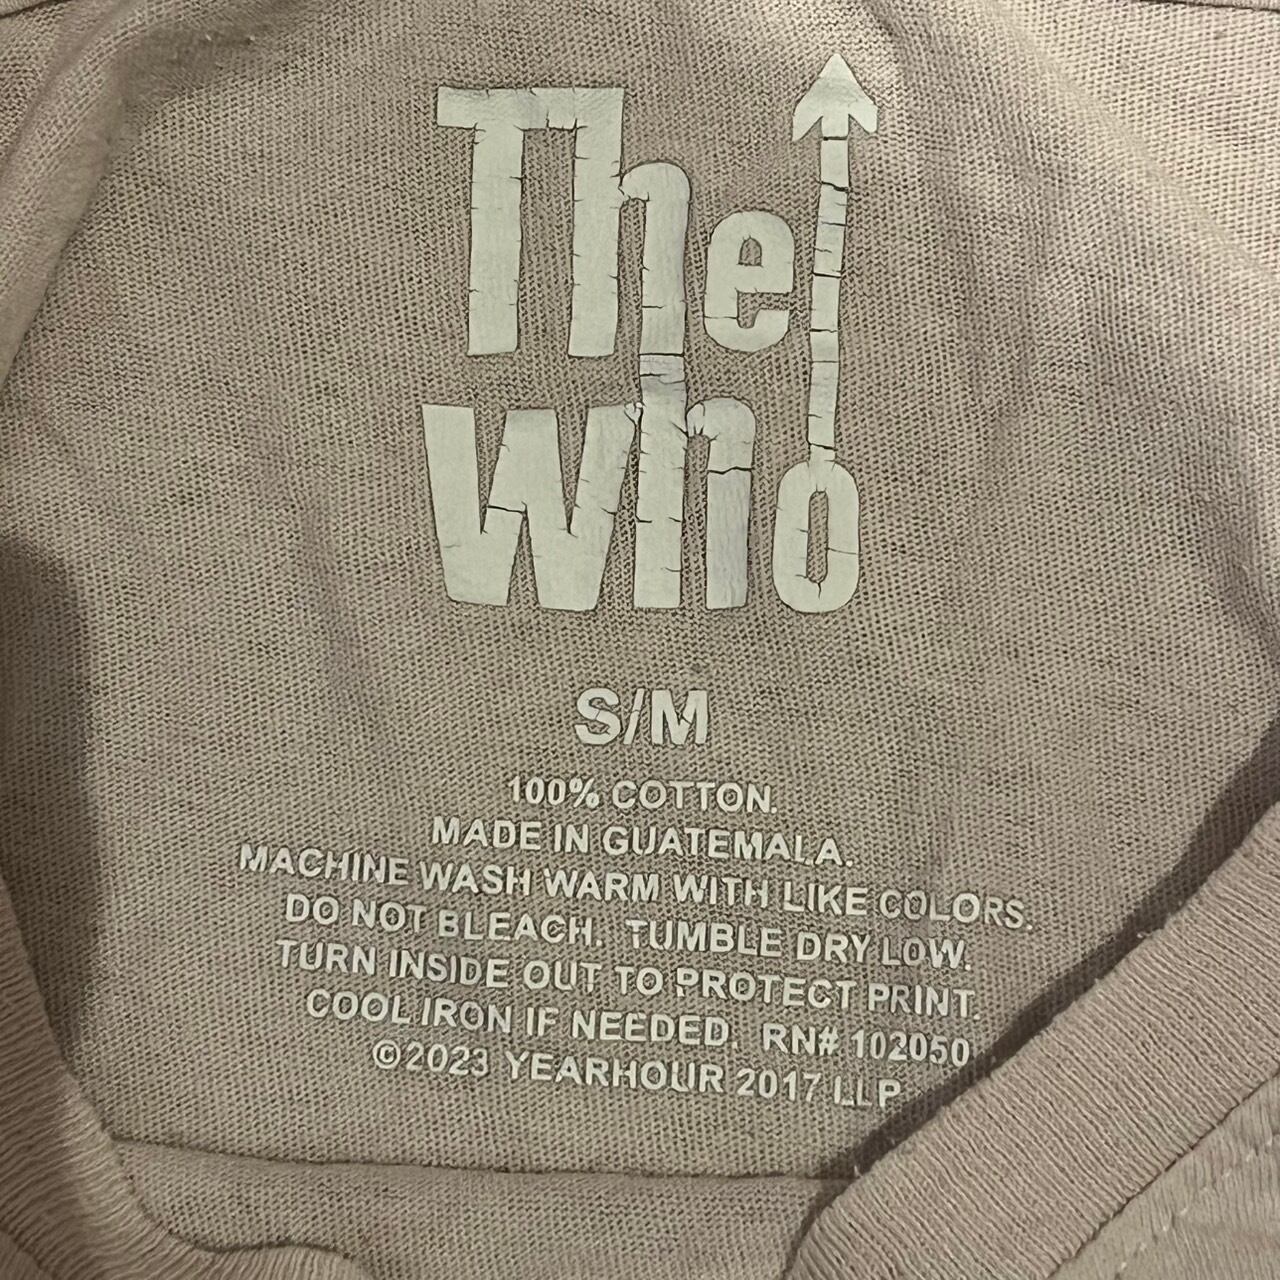 The
who
S/M
100% COTTON.
MADE IN GUATEMALA.
MACHINE WASH WARM WITH LIKE COLORS.
DO NOT BLEACH. TUMBLE DRY LOW.
TURN INSIDE OUT TO PROTECT PRINT.
COOL IRON IF NEEDED. RN# 102050
©2023 YEARHOUR 2017 LLP